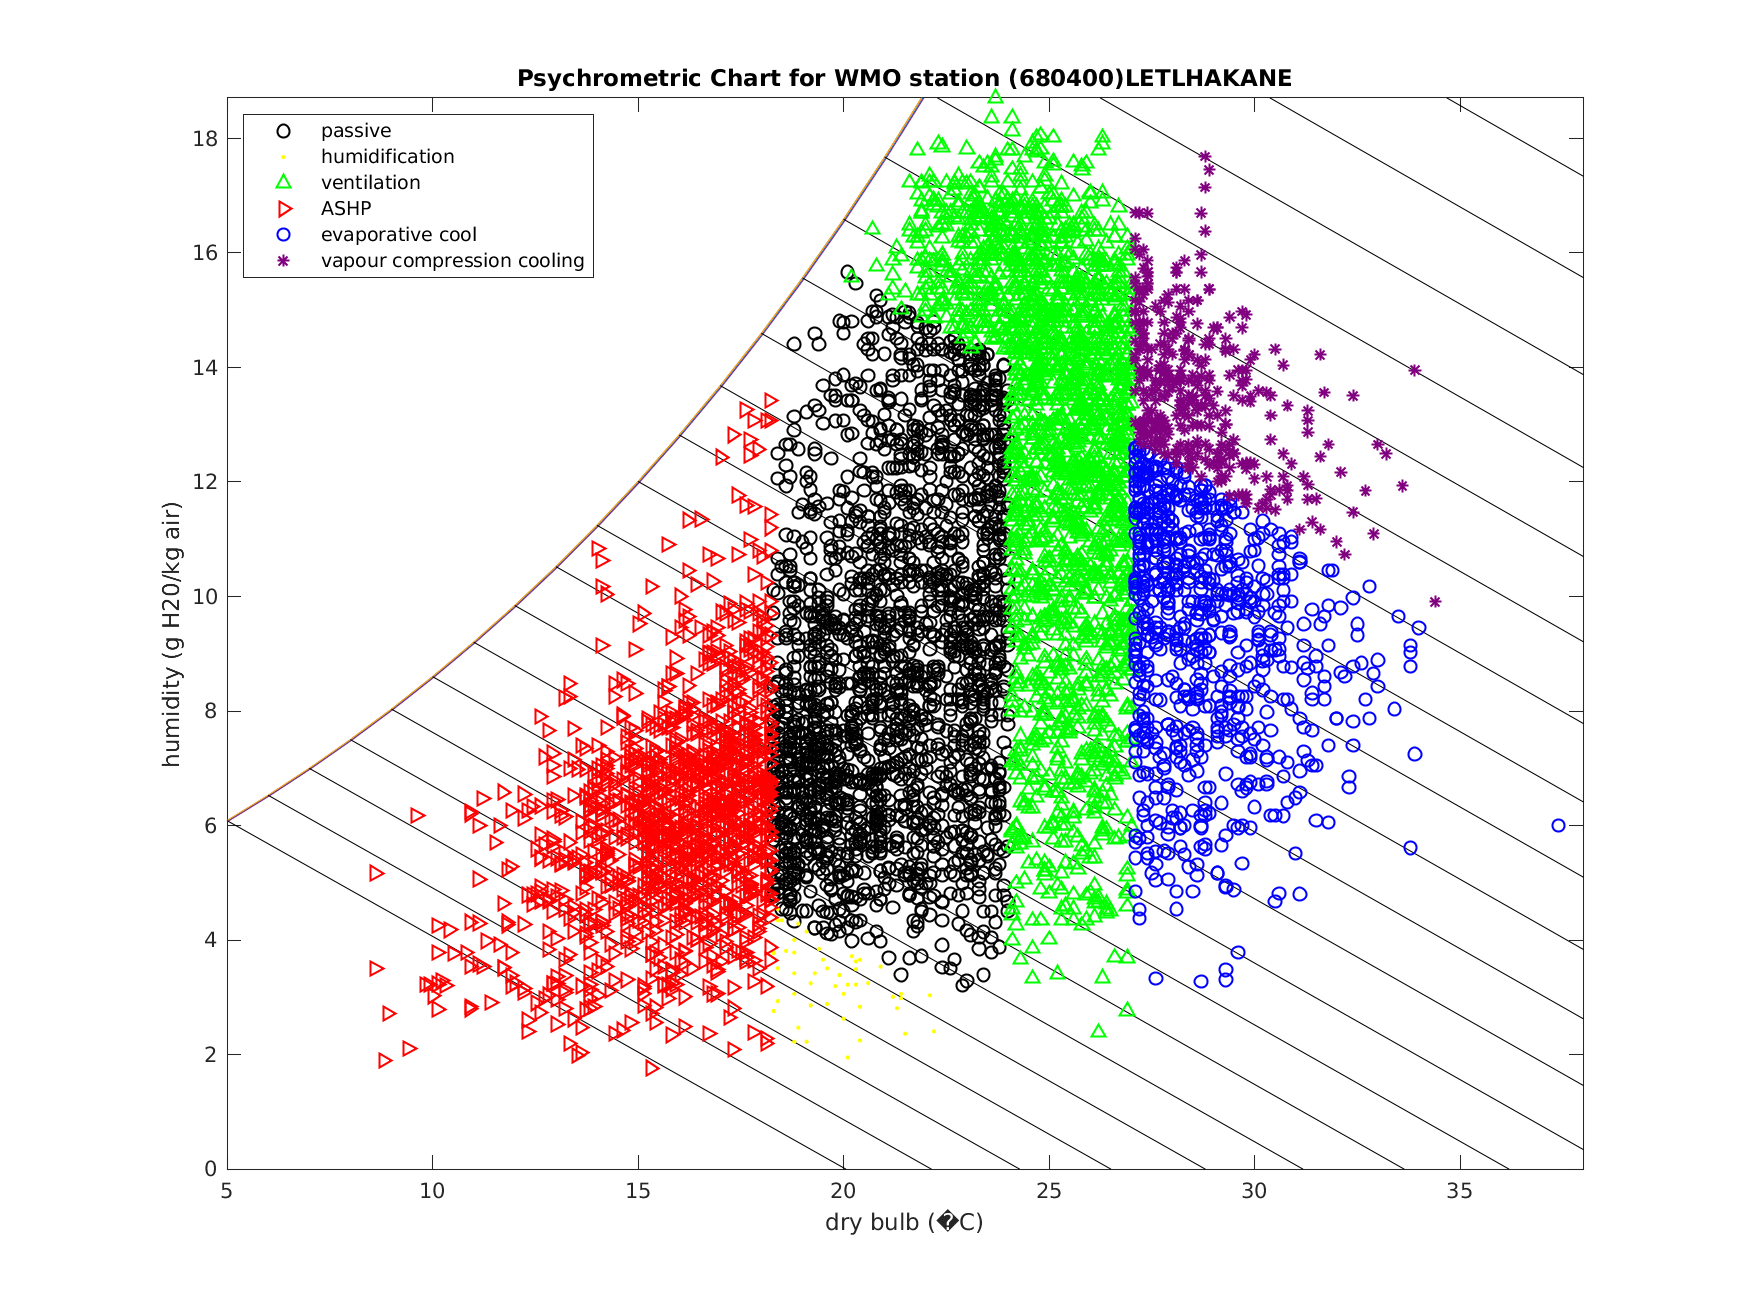 Psychrometric Chart for WMO station (680400)LETLHAKANE
passive
humidification
ventilation
ASHP
evaporative cool
vapour compression cooling
18
16
14
12
10
8
6
4
2
0
humidity (g H20/kg air)
5
10
15
20
25
30
35
dry bulb (�C)